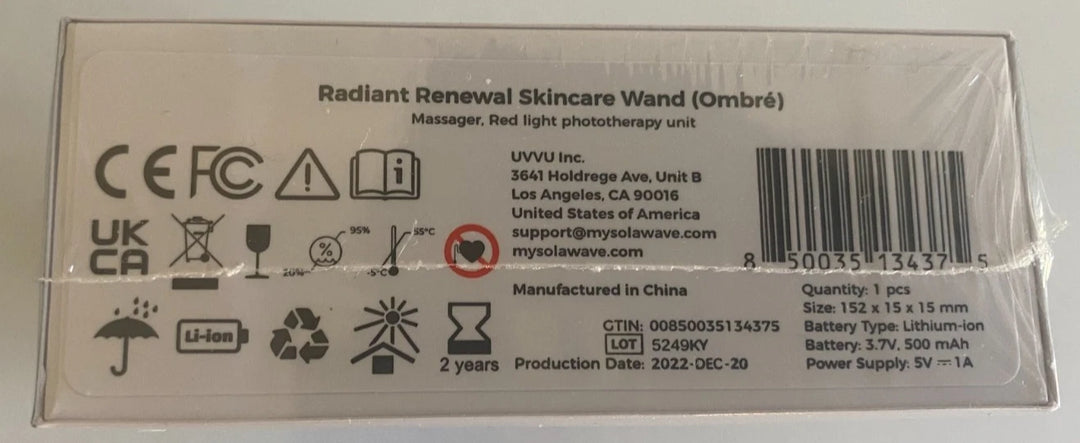 Radiant Renewal Skincare Wand (Ombré)
Massager, Red light phototherapy unit
CE FC
UK
CA
95%
20%
55°C
-5°C
Li-ion
2 years
UVVU Inc.
3641 Holdrege Ave, Unit B
Los Angeles, CA 90016
United States of America
support@mysolawave.com
mysolawave.com
Manufactured in China
GTIN: 00850035134375
LOT 5249KY
Production Date: 2022-DEC-20
8 50035 13437 5
Quantity: 1 pcs
Size: 152 x 15 x 15 mm
Battery Type: Lithium-ion
Battery: 3.7V, 500 mAh
Power Supply: 5V ⎓ 1A